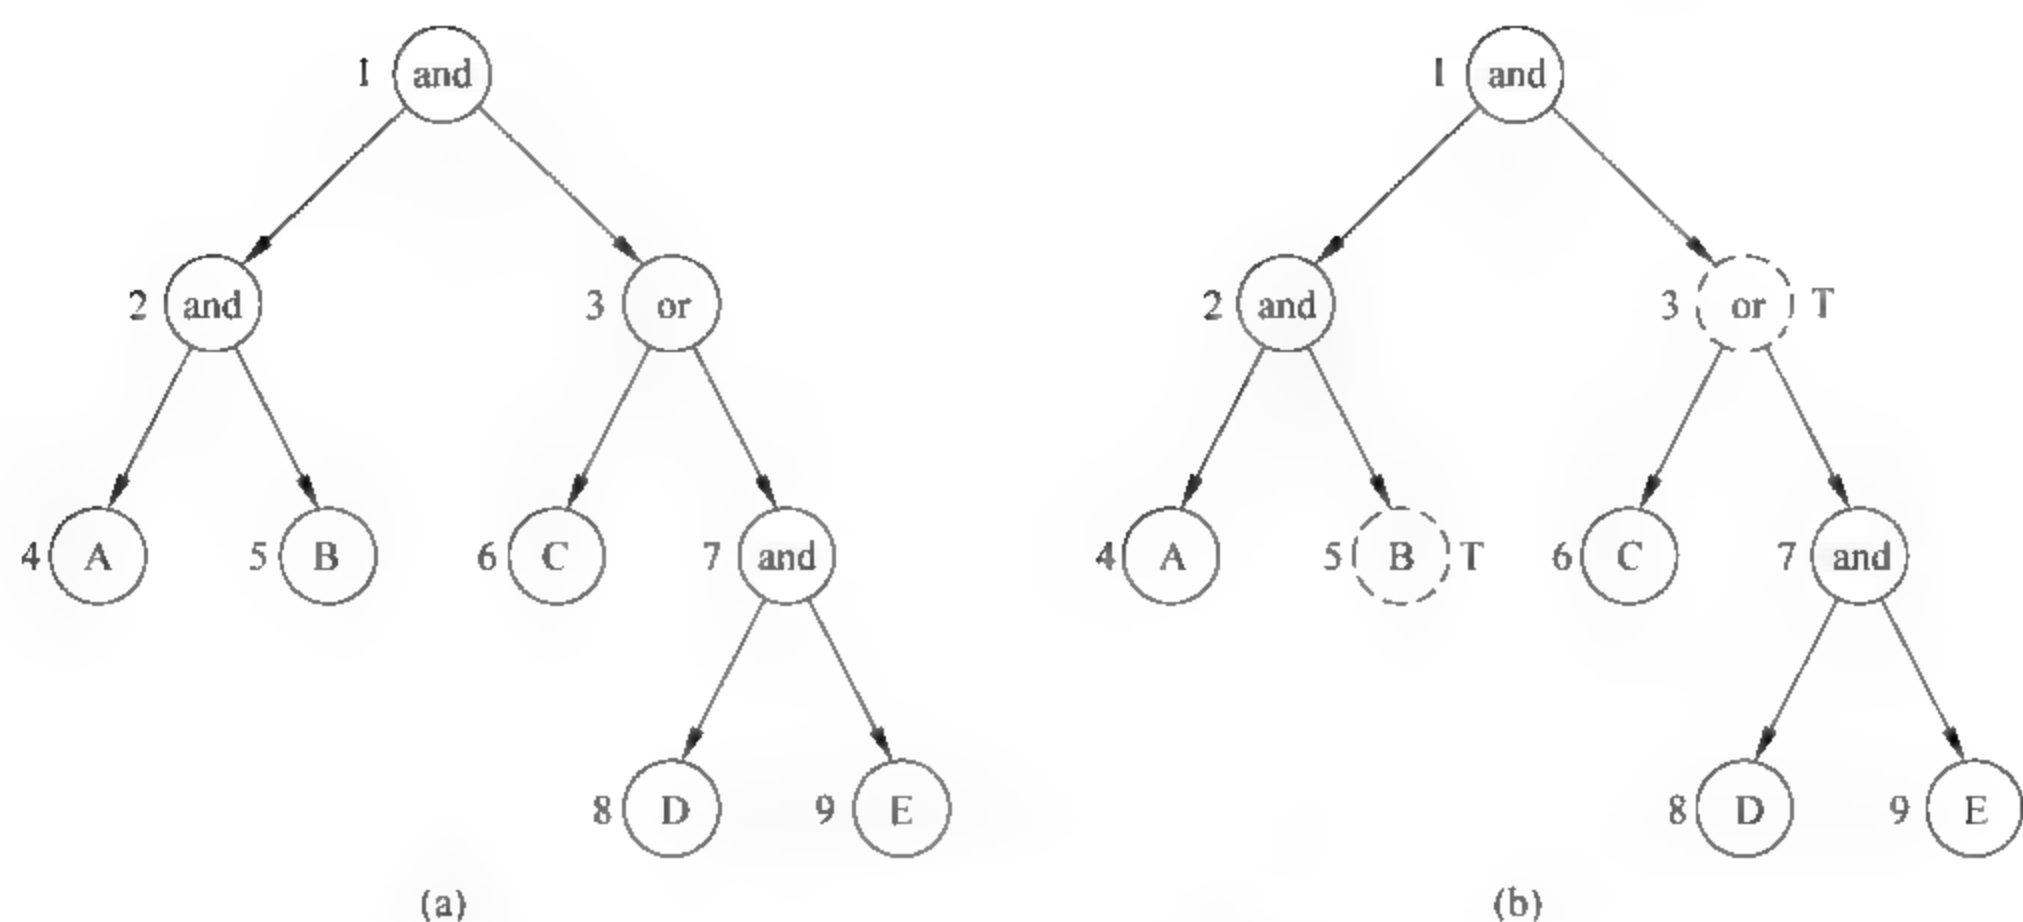 1 and 1 and
2 and 3 or 2 and 3 or T
4 A 5 B 6 C 7 and 4 A 5 B T 6 C 7 and
8 D 9 E 8 D 9 E
(a) (b)